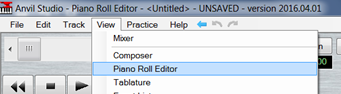 Anvil Studio - Piano Roll Editor - <Untitled> - UNSAVED - version 2016.04.01
File Edit Track View Practice Help
Mixer
Composer
Piano Roll Editor
Tablature